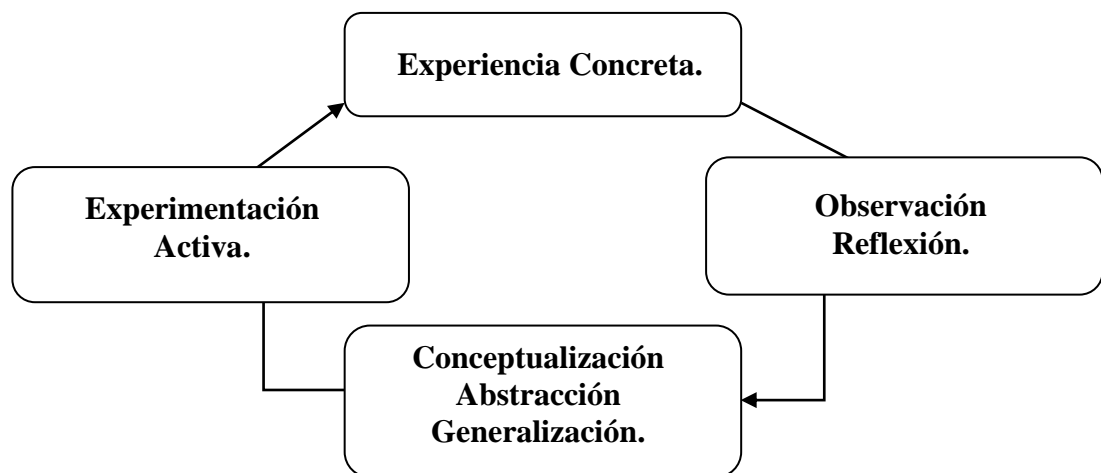 Experiencia Concreta.
Experimentación
Activa.
Observación
Reflexión.
Conceptualización
Abstracción
Generalización.